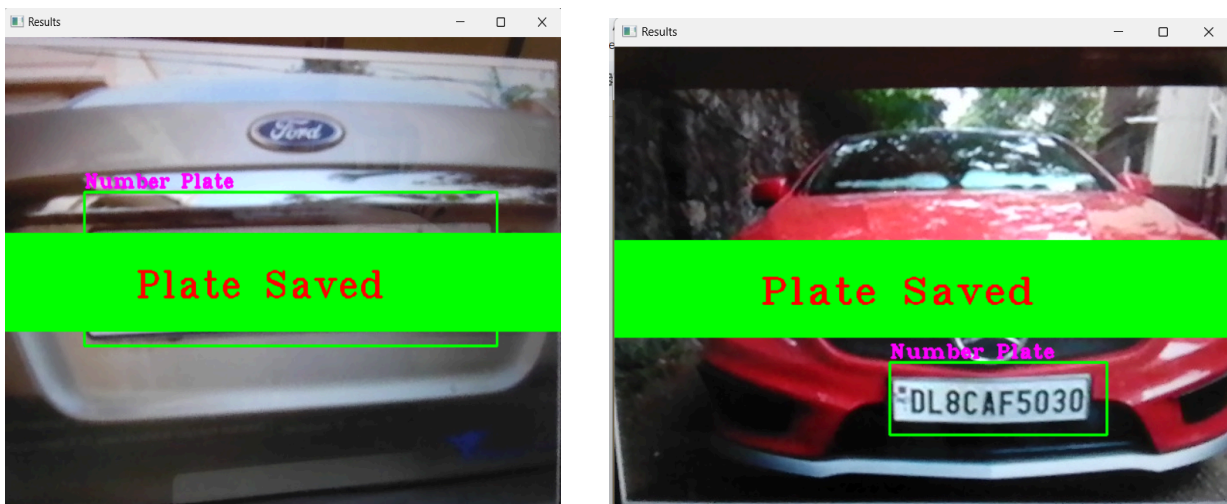 Results
Ford
Number Plate
Plate Saved
Results
Plate Saved
Number Plate
DL8CAF5030